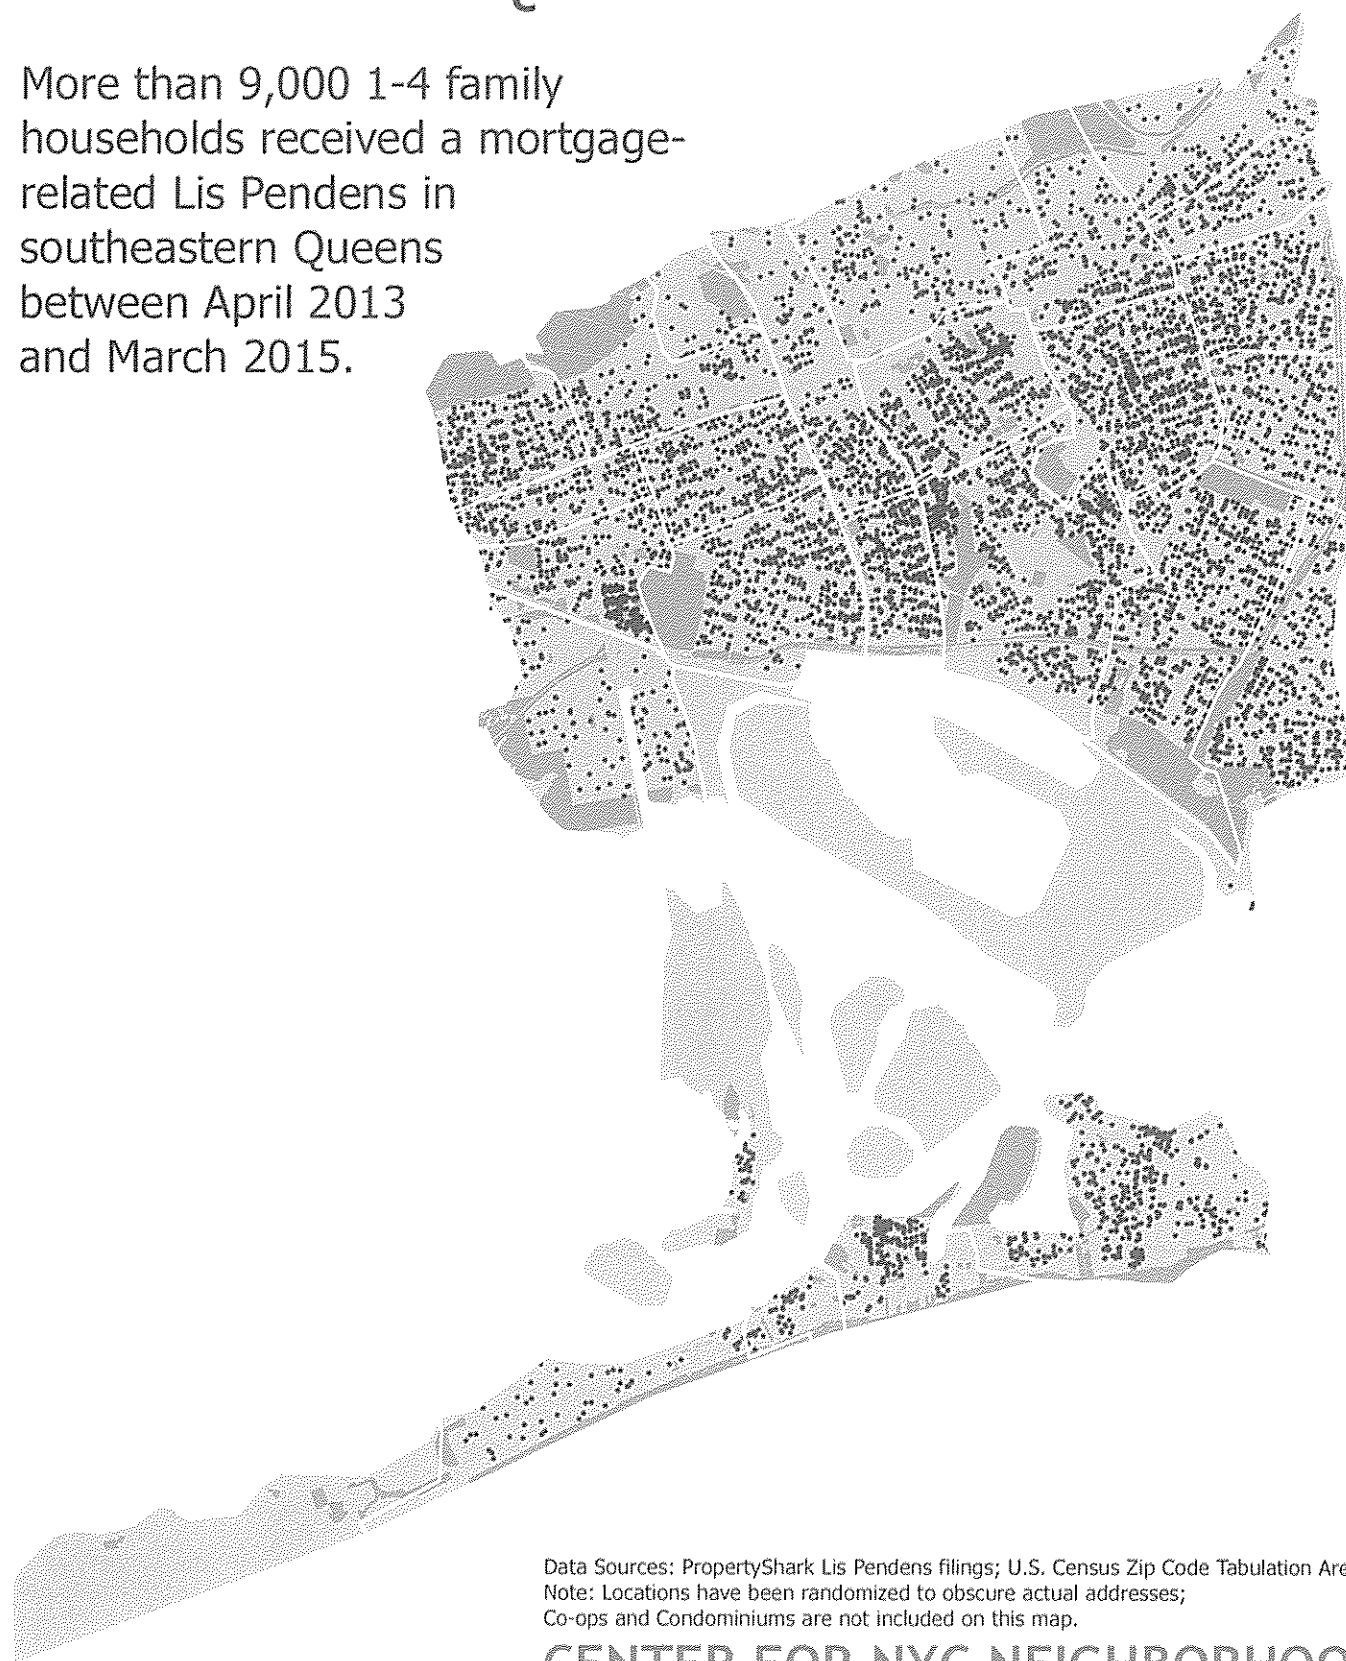 More than 9,000 1-4 family
households received a mortgage-
related Lis Pendens in
southeastern Queens
between April 2013
and March 2015.
Data Sources: PropertyShark Lis Pendens filings; U.S. Census Zip Code Tabulation
Note: Locations have been randomized to obscure actual addresses;
Co-ops and Condominiums are not included on this map.
CENTER FOR NYC